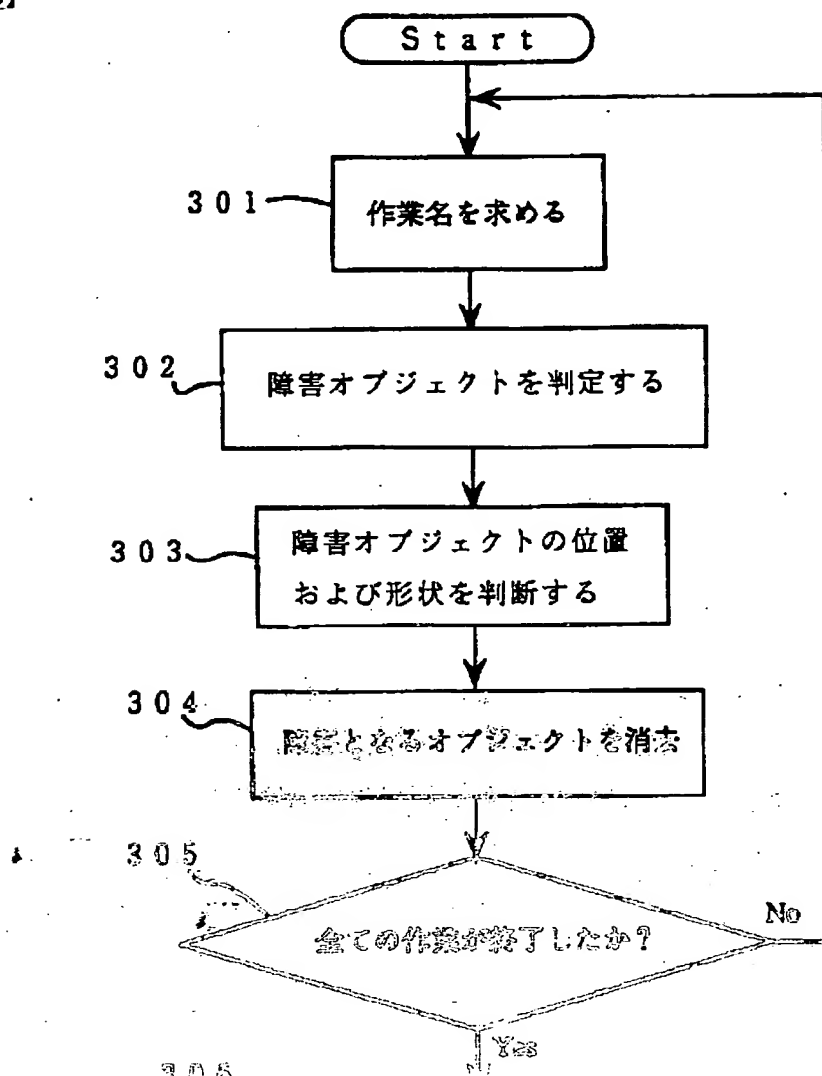 Start
301
作業名を求める
302
障害オブジェクトを判定する
303
障害オブジェクトの位置
および形状を判断する
304
障害となるオブジェクトを消去
305
全ての作業が終了したか?
No
Yes